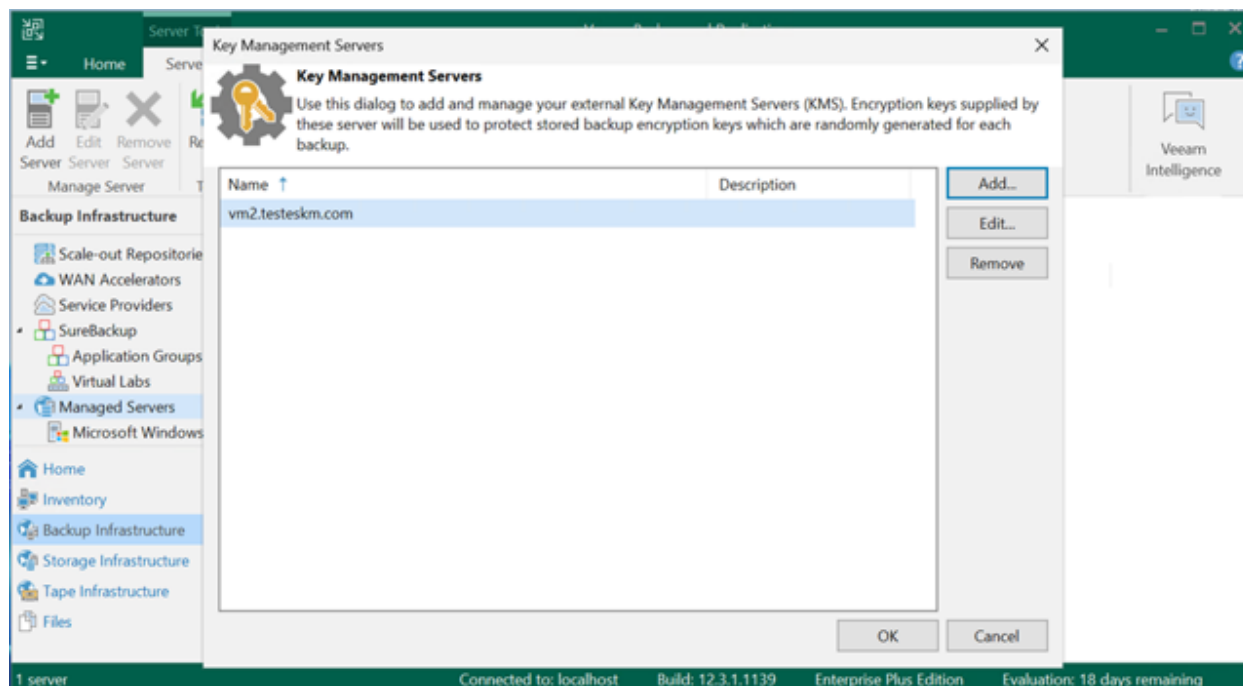 Server
Key Management Servers
Home
Key Management Servers
Use this dialog to add and manage your external Key Management Servers (KMS). Encryption keys supplied by
these server will be used to protect stored backup encryption keys which are randomly generated for each
backup.
Add Server
Edit Server
Remove Server
Manage Server
Veeam
Intelligence
Name
Description
Add...
vm2.testeskm.com
Edit...
Remove
Backup Infrastructure
Scale-out
WAN Accelerators
Service Providers
SureBackup
Application Groups
Virtual Labs
Managed Servers
Microsoft Windows
Home
Inventory
Backup Infrastructure
Storage Infrastructure
Tape Infrastructure
Files
OK
Cancel
1 server
Connected to: localhost
Build: 12.3.1.1139
Enterprise Plus Edition
Evaluation: 18 days remaining